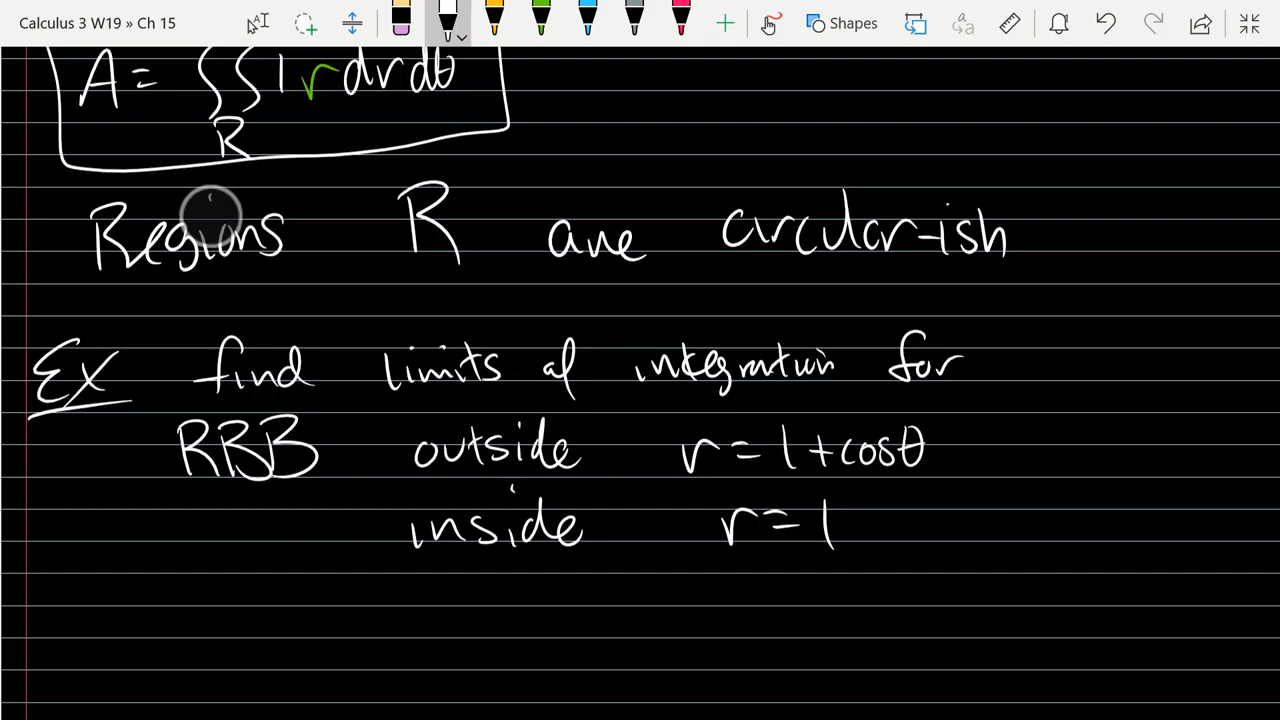 Calculus 3 W19 » Ch 15
Shapes
A = ∫∫ 1 r dr dθ
R
Regions R are circular-ish
Ex find limits of integration for
RBB outside r = 1 + cosθ
inside r = 1